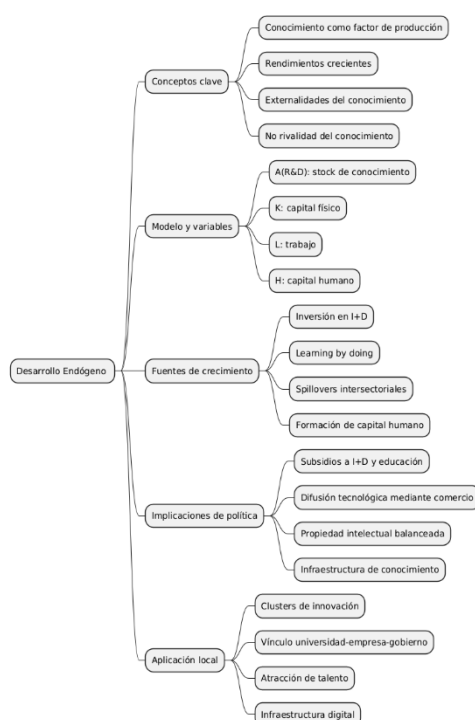 Desarrollo Endógeno
Conceptos clave
Conocimiento como factor de producción
Rendimientos crecientes
Externalidades del conocimiento
No rivalidad del conocimiento
Modelo y variables
A(R&D): stock de conocimiento
K: capital físico
L: trabajo
H: capital humano
Fuentes de crecimiento
Inversión en I+D
Learning by doing
Spillovers intersectoriales
Formación de capital humano
Implicaciones de política
Subsidios a I+D y educación
Difusión tecnológica mediante comercio
Propiedad intelectual balanceada
Infraestructura de conocimiento
Aplicación local
Clusters de innovación
Vínculo universidad-empresa-gobierno
Atracción de talento
Infraestructura digital